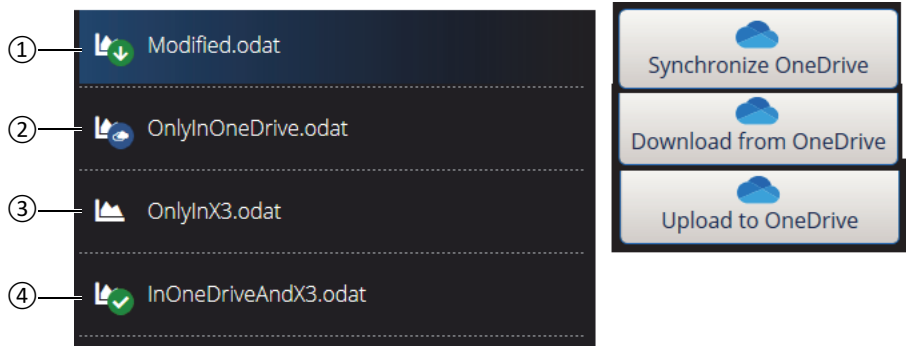 ① Modified.odat
② OnlyInOneDrive.odat
③ OnlyInX3.odat
④ InOneDriveAndX3.odat
Synchronize OneDrive
Download from OneDrive
Upload to OneDrive